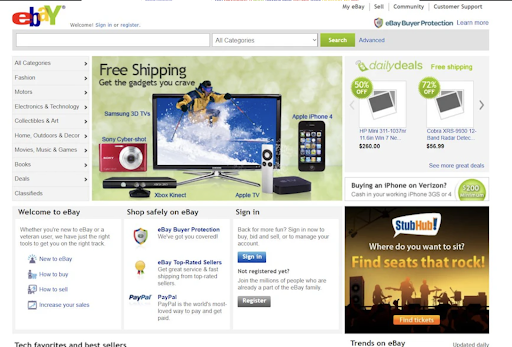 My eBay Sell Community Customer Support
ebaY
Welcome! Sign in or register.
eBay Buyer Protection Learn more
All Categories Search Advanced
All Categories
Fashion
Motors
Electronics & Technology
Collectibles & Art
Home, Outdoors & Decor
Movies, Music & Games
Books
Deals
Classifieds
Free Shipping
Get the gadgets you crave
Samsung 3D TVs
Apple iPhone 4
Sony Cyber-shot
Xbox Kinect
Apple TV
dailydeals Free shipping
50% OFF
72% OFF
HP Mini 311-1037nr
11.6in Win 7 Ne...
$260.00
Cobra XRS-9930 12-
Band Radar Detec...
$56.99
See more great deals
Buying an iPhone on Verizon?
Cash in your working iPhone 3GS or 4
$200
Welcome to eBay
Whether you're new to eBay or a
veteran user, we have just the right
tools to get you on the right track.
New to eBay
How to buy
How to sell
Increase your sales
Shop safely on eBay
eBay Buyer Protection
We've got you covered!
eBay Top-Rated Sellers
Get great service & fast
shipping from top-rated
sellers.
PayPal
PayPal
PayPal is the world's most-
loved way to pay and get
paid.
Sign in
Back for more fun? Sign in now to
buy, bid and sell, or to manage your
account.
Sign in
Not registered yet?
Join the millions of people who are
already a part of the eBay family
Register
StubHub!
Where do you want to sit?
Find seats that rock!
Find tickets
Tech favorites and best sellers
Trends on eBay
Updated daily